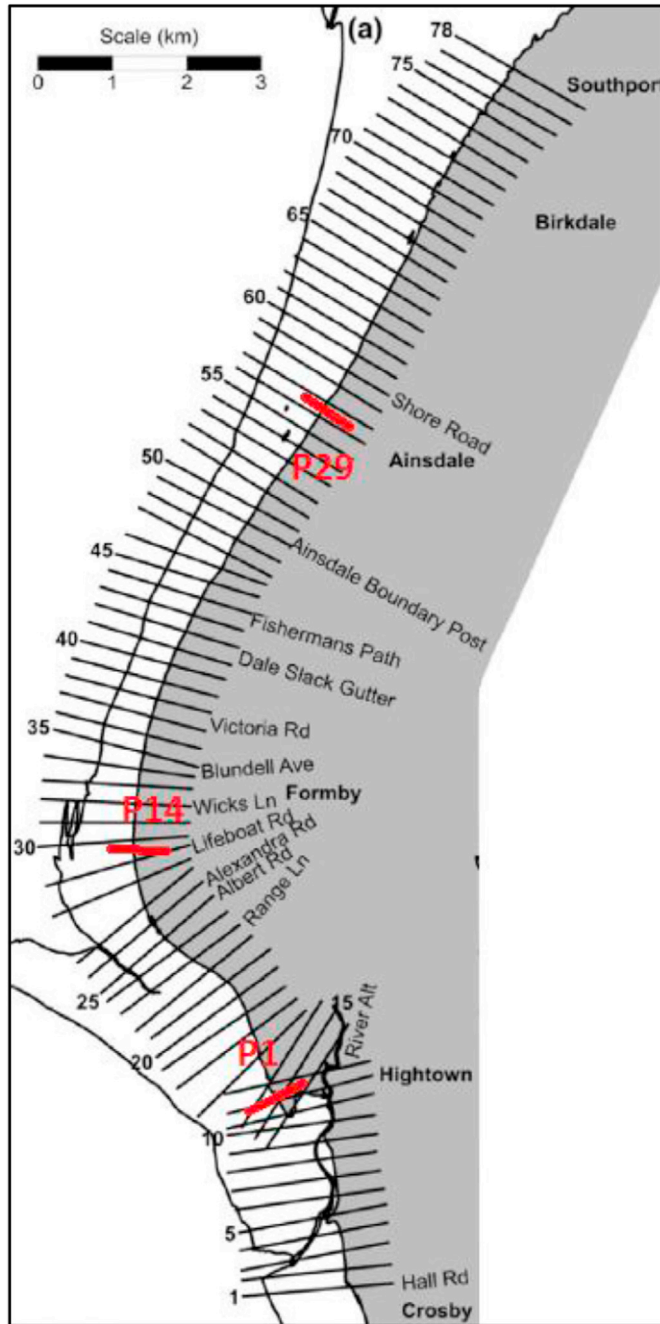 Scale (km)
0 1 2 3
(a)
78
75
Southport
70
Birkdale
65
60
55
Shore Road
Ainsdale
P29
50
Ainsdale Boundary Post
45
Fishermans Path
40
Dale Slack Gutter
35
Victoria Rd
Blundell Ave
Formby
Wicks Ln
P14
Lifeboat Rd
30
Alexandra Rd
Albert Rd
Range Ln
25
15
River Alt
20
P1
Hightown
10
5
1
Hall Rd
Crosby